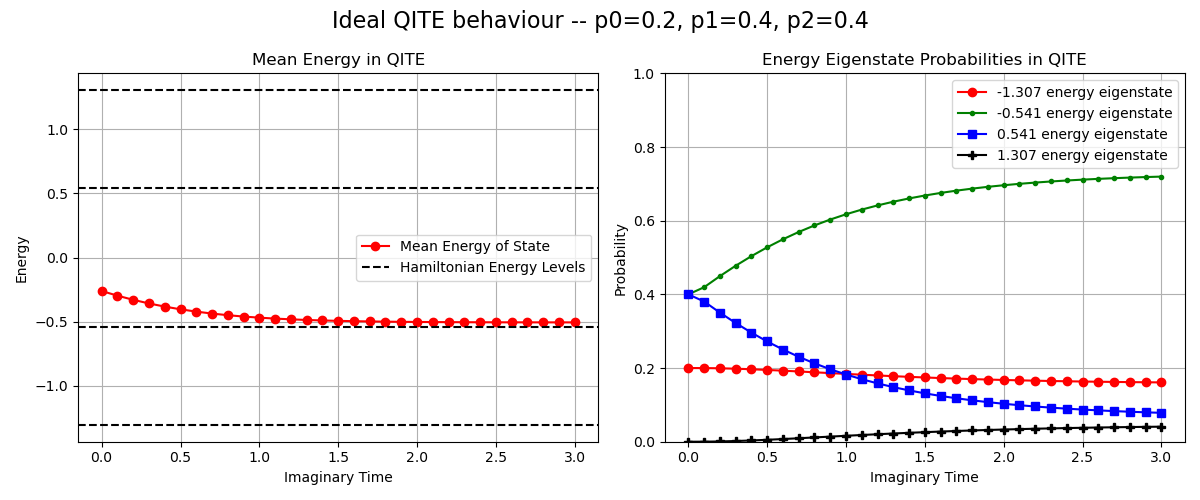 Ideal QITE behaviour -- p0=0.2, p1=0.4, p2=0.4
Mean Energy in QITE
Energy
1.0
0.5
0.0
−0.5
−1.0
Mean Energy of State
Hamiltonian Energy Levels
0.0 0.5 1.0 1.5 2.0 2.5 3.0
Imaginary Time
Energy Eigenstate Probabilities in QITE
Probability
1.0
0.8
0.6
0.4
0.2
0.0
-1.307 energy eigenstate
-0.541 energy eigenstate
0.541 energy eigenstate
1.307 energy eigenstate
0.0 0.5 1.0 1.5 2.0 2.5 3.0
Imaginary Time